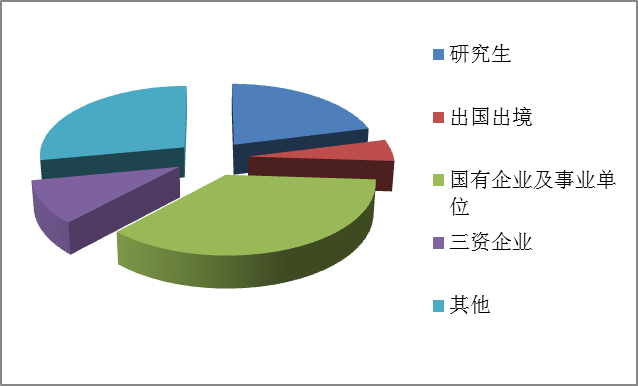 研究生
出国出境
国有企业及事业单
位
三资企业
其他